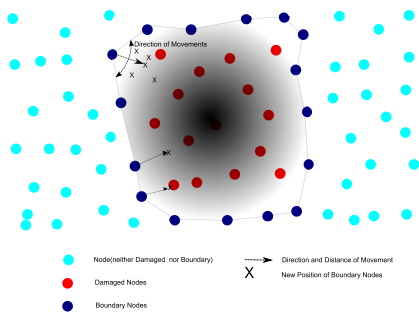 Direction of Movements
X
X
X
X
X
X
X
Node(neither Damaged nor Boundary)
Direction and Distance of Movement
X New Position of Boundary Nodes
Damaged Nodes
Boundary Nodes